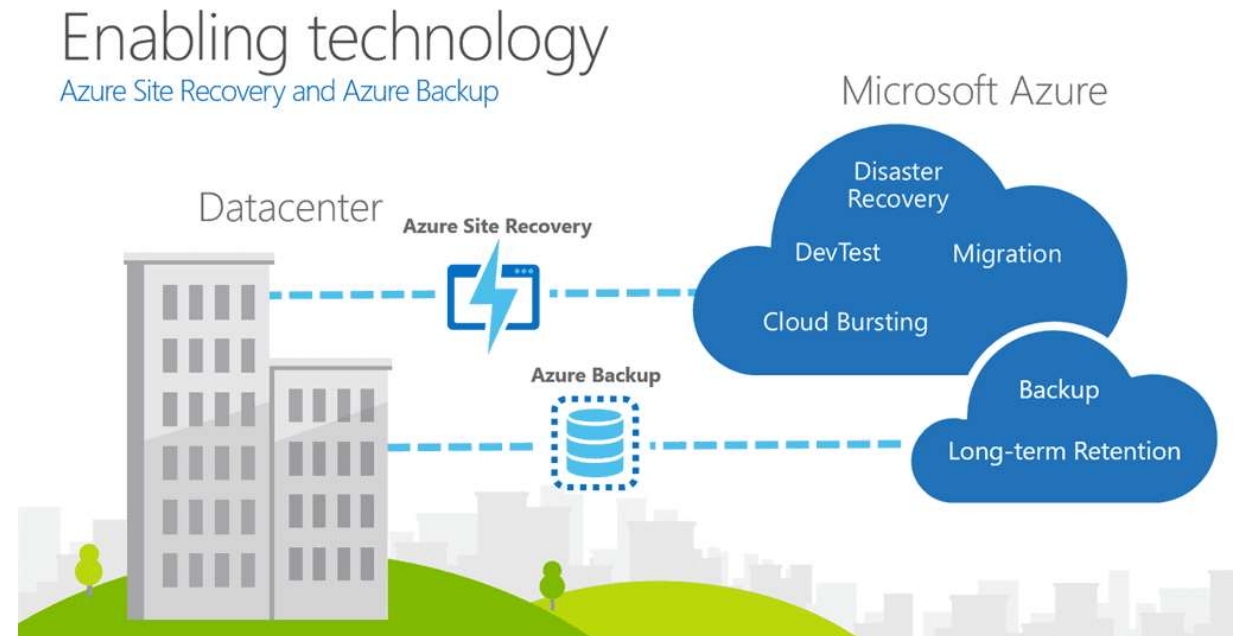 Enabling technology
Azure Site Recovery and Azure Backup
Microsoft Azure
Datacenter
Azure Site Recovery
Disaster
Recovery
DevTest
Migration
Cloud Bursting
Azure Backup
Backup
Long-term Retention